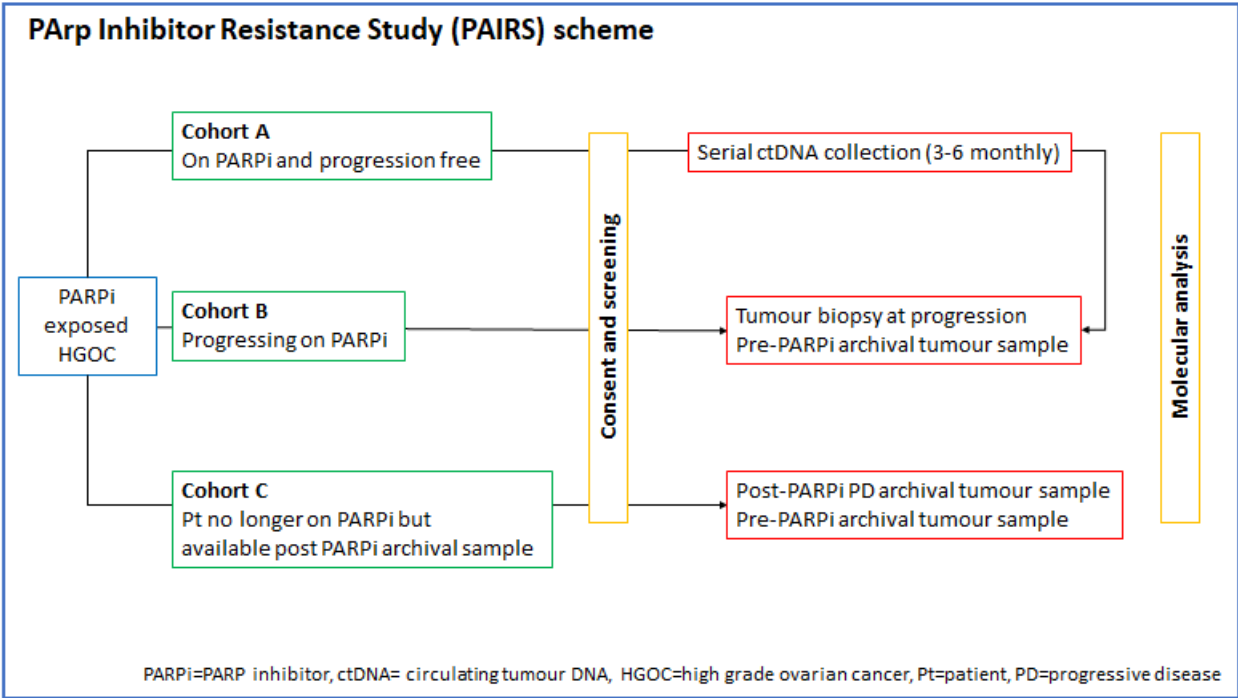 PArp Inhibitor Resistance Study (PAIRS) scheme
PARPi
exposed
HGOC
Cohort A
On PARPi and progression free
Cohort B
Progressing on PARPi
Cohort C
Pt no longer on PARPi but
available post PARPi archival sample
Consent and screening
Serial ctDNA collection (3-6 monthly)
Tumour biopsy at progression
Pre-PARPi archival tumour sample
Post-PARPi PD archival tumour sample
Pre-PARPi archival tumour sample
Molecular analysis
PARPi=PARP inhibitor, ctDNA= circulating tumour DNA, HGOC=high grade ovarian cancer, Pt=patient, PD=progressive disease